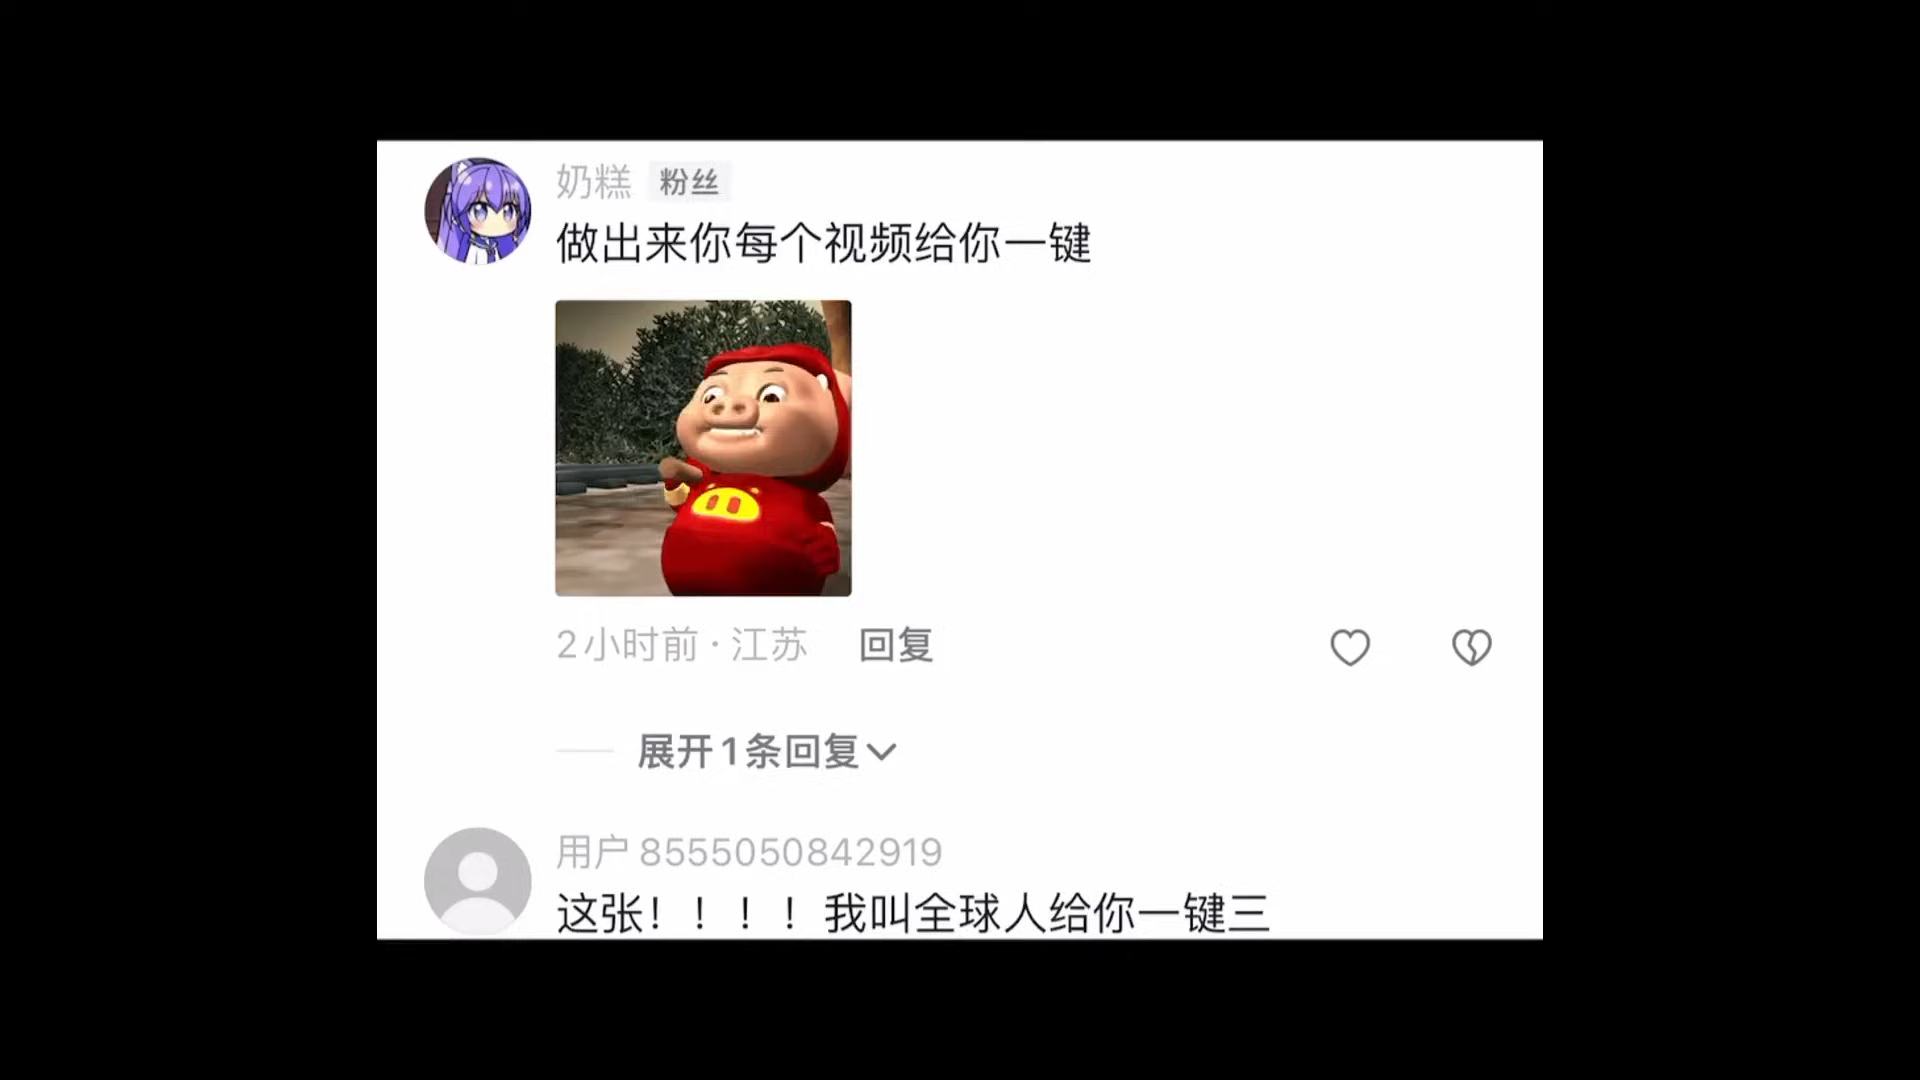 奶糕 粉丝
做出来你每个视频给你一键
2小时前·江苏 回复
展开1条回复
用户8555050842919
这张！！！！我叫全球人给你一键三